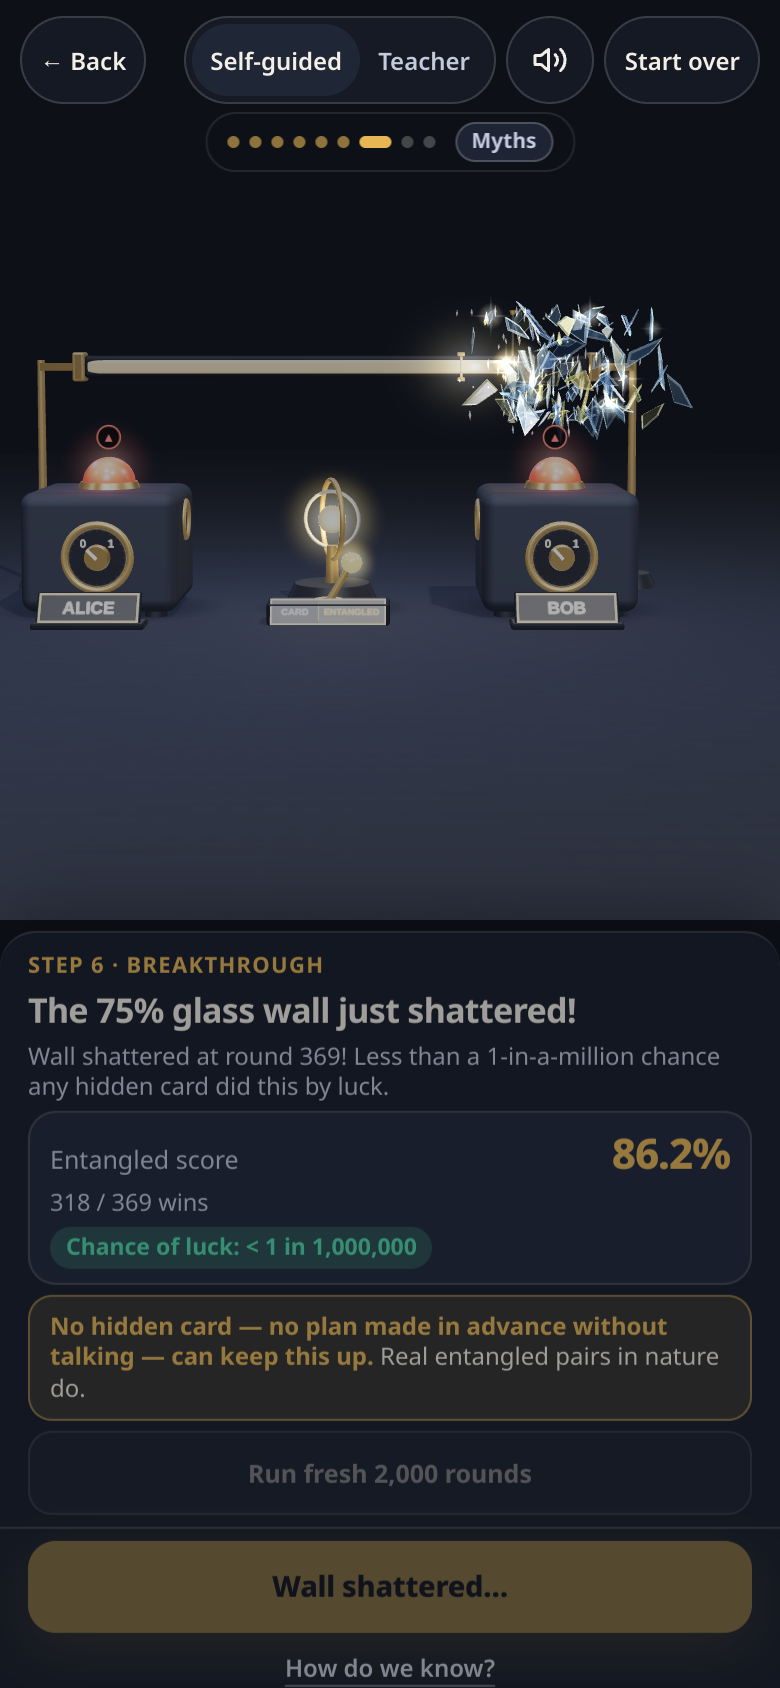 ← Back
Self-guided
Teacher
Start over
Myths
0 1
0 1
ALICE
CARD
ENTANGLED
BOB
STEP 6 · BREAKTHROUGH
The 75% glass wall just shattered!
Wall shattered at round 369! Less than a 1-in-a-million chance
any hidden card did this by luck.
Entangled score
86.2%
318 / 369 wins
Chance of luck: < 1 in 1,000,000
No hidden card — no plan made in advance without
talking — can keep this up. Real entangled pairs in nature
do.
Run fresh 2,000 rounds
Wall shattered...
How do we know?